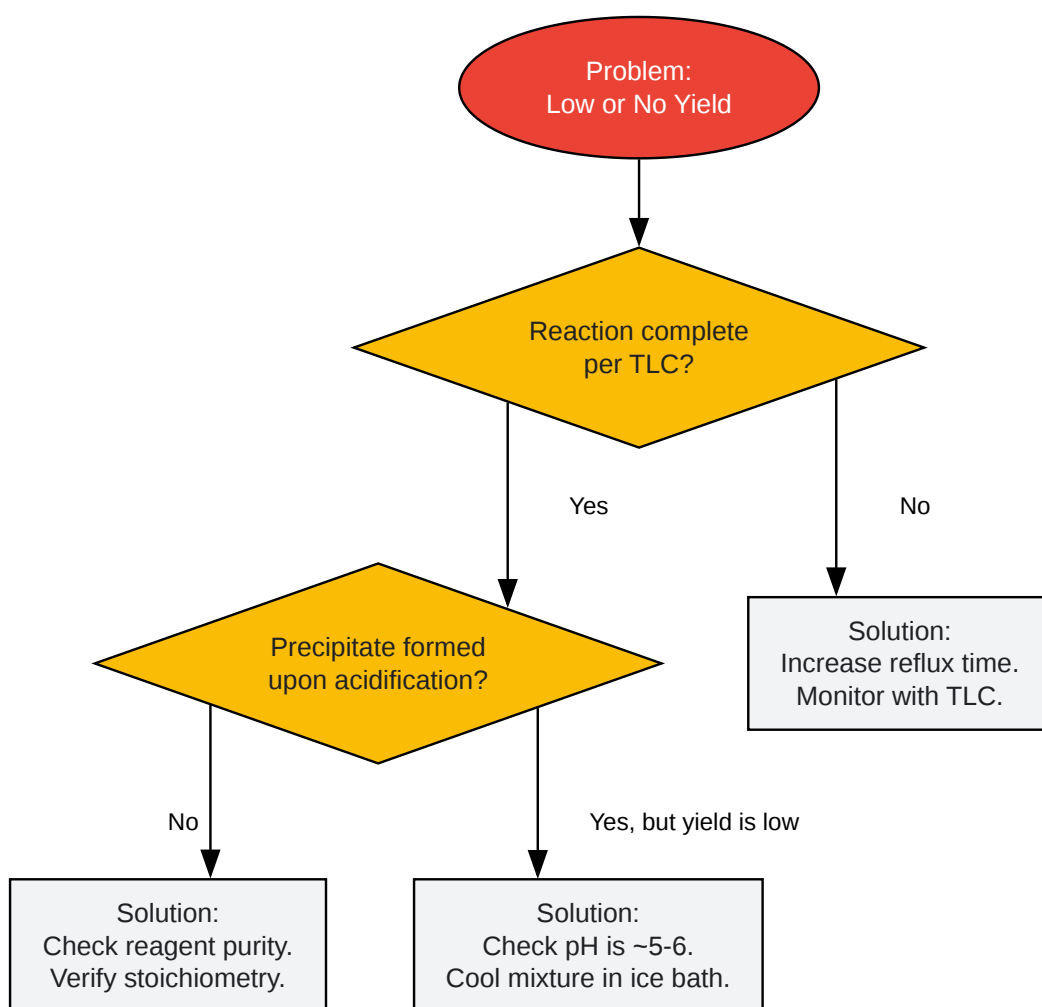 Problem:
Low or No Yield
Reaction complete
per TLC?
Yes
No
Precipitate formed
upon acidification?
Solution:
Increase reflux time.
Monitor with TLC.
No
Yes, but yield is low
Solution:
Check reagent purity.
Verify stoichiometry.
Solution:
Check pH is ~5-6.
Cool mixture in ice bath.